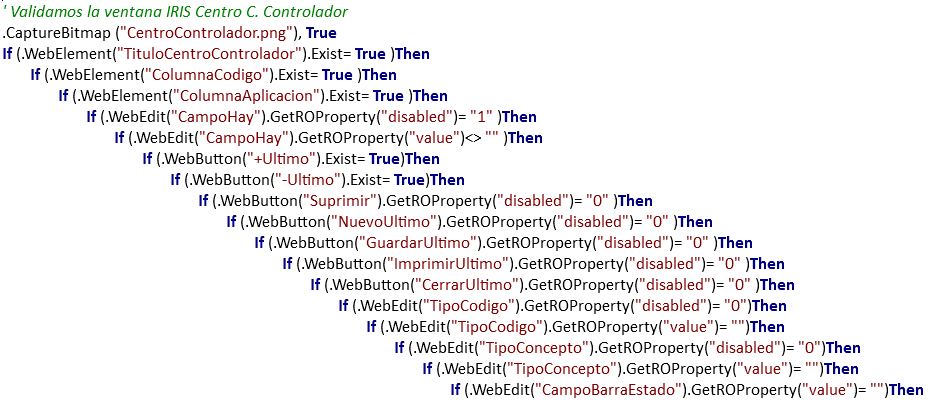 ' Validamos la ventana IRIS Centro C. Controlador
.CaptureBitmap ("CentroControlador.png"), True
If (.WebElement("TituloCentroControlador").Exist= True )Then
If (.WebElement("ColumnaCodigo").Exist= True )Then
If (.WebElement("ColumnaAplicacion").Exist= True )Then
If (.WebEdit("CampoHay").GetROProperty("disabled")= "1" )Then
If (.WebEdit("CampoHay").GetROProperty("value")<> "" )Then
If (.WebButton("+Ultimo").Exist= True)Then
If (.WebButton("-Ultimo").Exist= True)Then
If (.WebButton("Suprimir").GetROProperty("disabled")= "0" )Then
If (.WebButton("NuevoUltimo").GetROProperty("disabled")= "0" )Then
If (.WebButton("GuardarUltimo").GetROProperty("disabled")= "0" )Then
If (.WebButton("ImprimirUltimo").GetROProperty("disabled")= "0" )Then
If (.WebButton("CerrarUltimo").GetROProperty("disabled")= "0" )Then
If (.WebEdit("TipoCodigo").GetROProperty("disabled")= "0")Then
If (.WebEdit("TipoCodigo").GetROProperty("value")= "")Then
If (.WebEdit("TipoConcepto").GetROProperty("disabled")= "0")Then
If (.WebEdit("TipoConcepto").GetROProperty("value")= "")Then
If (.WebEdit("CampoBarraEstado").GetROProperty("value")= "")Then